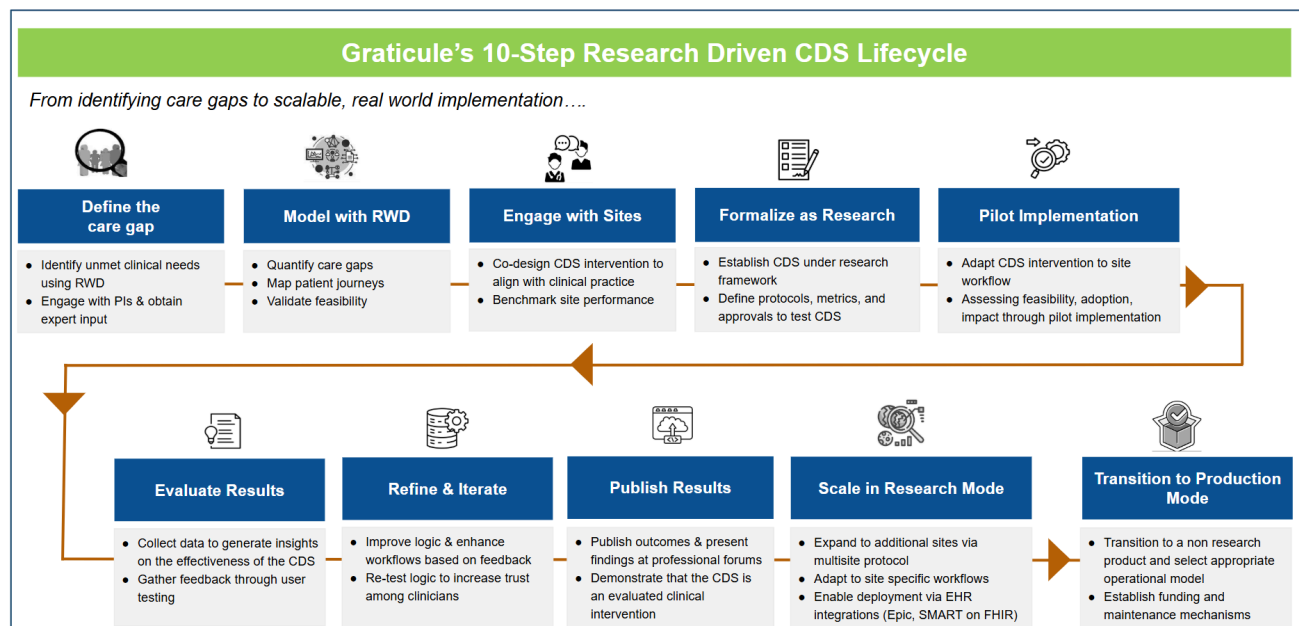 Graticule's 10-Step Research Driven CDS Lifecycle
From identifying care gaps to scalable, real world implementation….
Define the
care gap
● Identify unmet clinical needs
using RWD
● Engage with PIs & obtain
expert input
Model with RWD
● Quantify care gaps
● Map patient journeys
● Validate feasibility
Engage with Sites
● Co-design CDS intervention to
align with clinical practice
● Benchmark site performance
Formalize as Research
● Establish CDS under research
framework
● Define protocols, metrics, and
approvals to test CDS
Pilot Implementation
● Adapt CDS intervention to site
workflow
● Assessing feasibility, adoption,
impact through pilot implementation
Evaluate Results
● Collect data to generate insights
on the effectiveness of the CDS
● Gather feedback through user
testing
Refine & Iterate
● Improve logic & enhance
workflows based on feedback
● Re-test logic to increase trust
among clinicians
Publish Results
● Publish outcomes & present
findings at professional forums
● Demonstrate that the CDS is
an evaluated clinical
intervention
Scale in Research Mode
● Expand to additional sites via
multisite protocol
● Adapt to site specific workflows
● Enable deployment via EHR
integrations (Epic, SMART on FHIR)
Transition to Production
Mode
● Transition to a non research
product and select appropriate
operational model
● Establish funding and
maintenance mechanisms